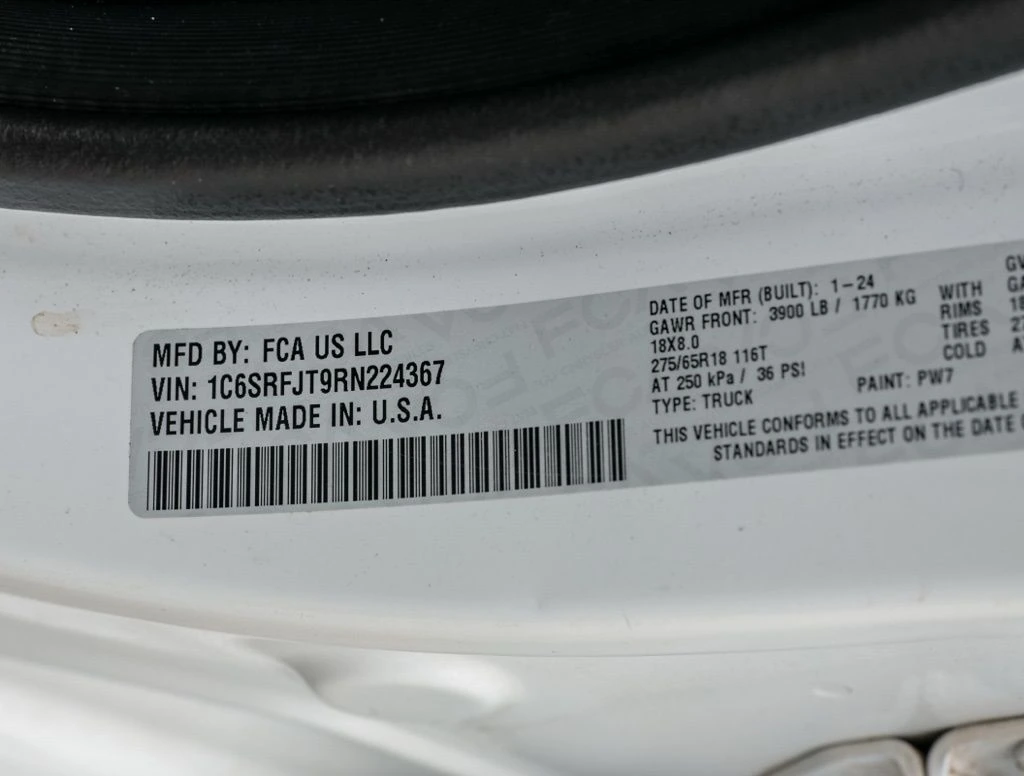 MFD BY: FCA US LLC
VIN: 1C6SRFJT9RN224367
VEHICLE MADE IN: U.S.A.
DATE OF MFR (BUILT): 1-24
GAWR FRONT: 3900 LB / 1770 KG WITH
18X8.0 RIMS
275/65R18 116T TIRES
AT 250 kPa / 36 PSI COLD
TYPE: TRUCK PAINT: PW7
THIS VEHICLE CONFORMS TO ALL APPLICABLE
STANDARDS IN EFFECT ON THE DATE